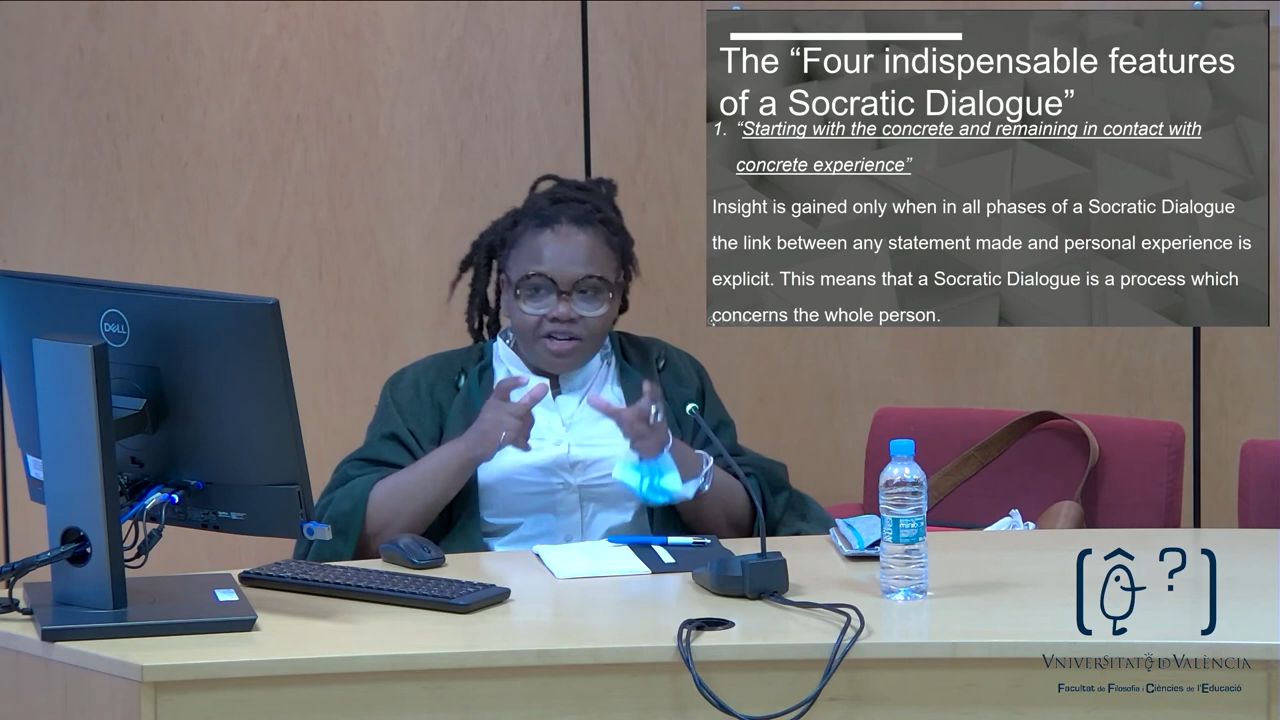 The “Four indispensable features
of a Socratic Dialogue”
1. “Starting with the concrete and remaining in contact with
concrete experience”
Insight is gained only when in all phases of a Socratic Dialogue
the link between any statement made and personal experience is
explicit. This means that a Socratic Dialogue is a process which
concerns the whole person.
DELL
[ ?]
VNIVERSITAT ID VALÈNCIA
Facultat de Filosofia i Ciències de l'Educació